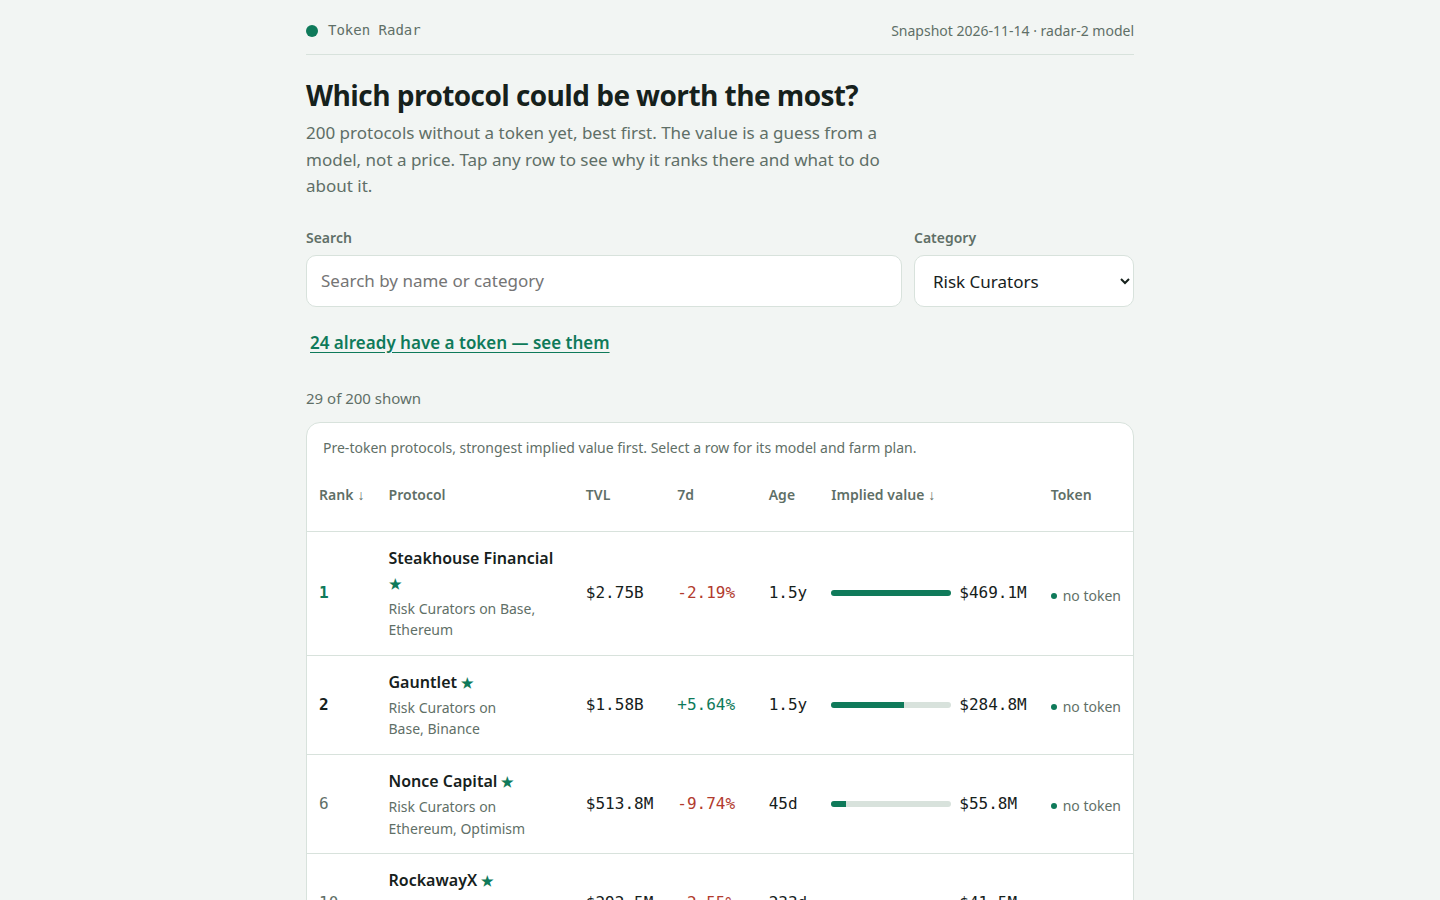 Token Radar
Snapshot 2026-11-14 · radar-2 model
Which protocol could be worth the most?
200 protocols without a token yet, best first. The value is a guess from a
model, not a price. Tap any row to see why it ranks there and what to do
about it.
Search
Category
Search by name or category
Risk Curators
24 already have a token — see them
29 of 200 shown
Pre-token protocols, strongest implied value first. Select a row for its model and farm plan.
Rank ↓ Protocol TVL 7d Age Implied value ↓ Token
Steakhouse Financial
★
1 $2.75B -2.19% 1.5y $469.1M no token
Risk Curators on Base,
Ethereum
Gauntlet ★
2 $1.58B +5.64% 1.5y $284.8M no token
Risk Curators on
Base, Binance
Nonce Capital ★
6 $513.8M -9.74% 45d $55.8M no token
Risk Curators on
Ethereum, Optimism
RockawayX ★